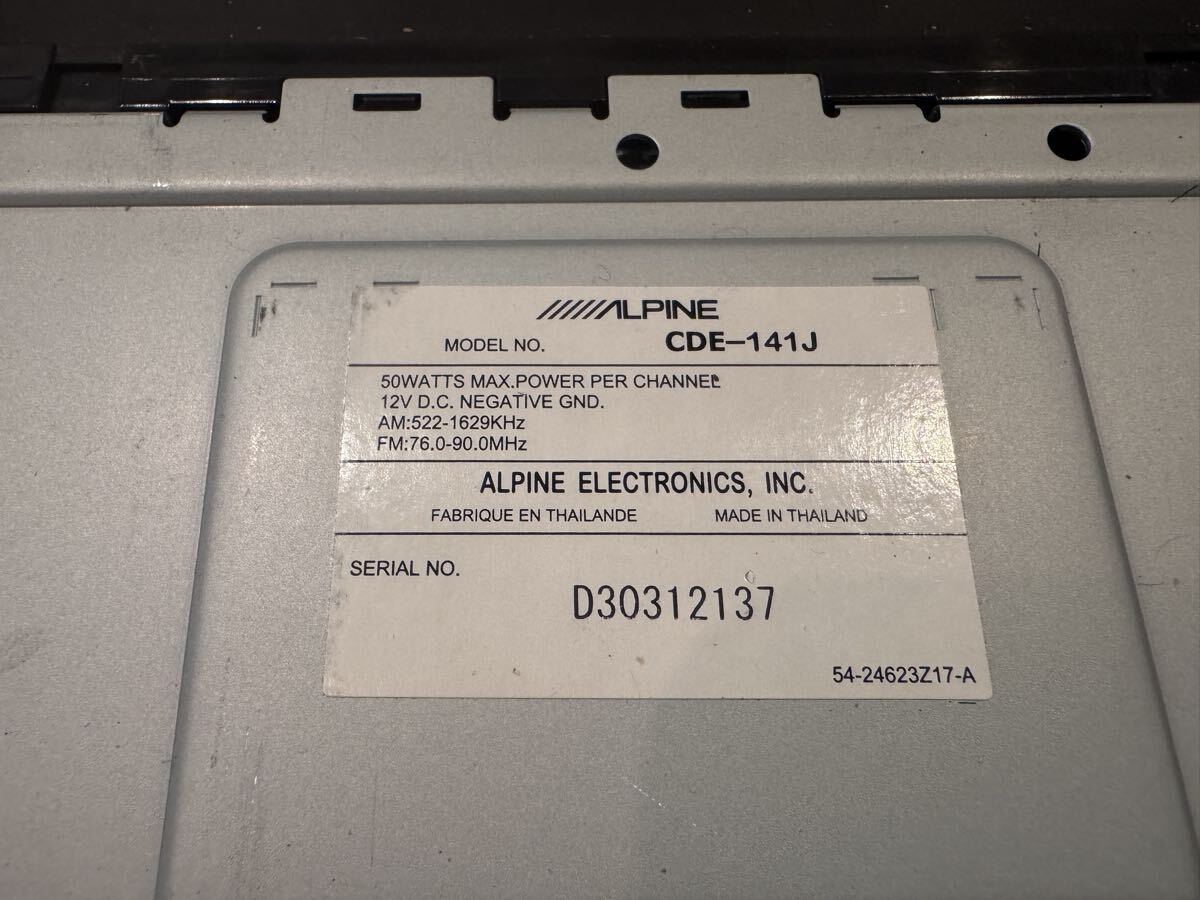 ALPINE
MODEL NO. CDE-141J
50WATTS MAX.POWER PER CHANNEL
12V D.C. NEGATIVE GND.
AM:522-1629KHz
FM:76.0-90.0MHz
ALPINE ELECTRONICS, INC.
FABRIQUE EN THAILANDE MADE IN THAILAND
SERIAL NO.
D30312137
54-24623Z17-A